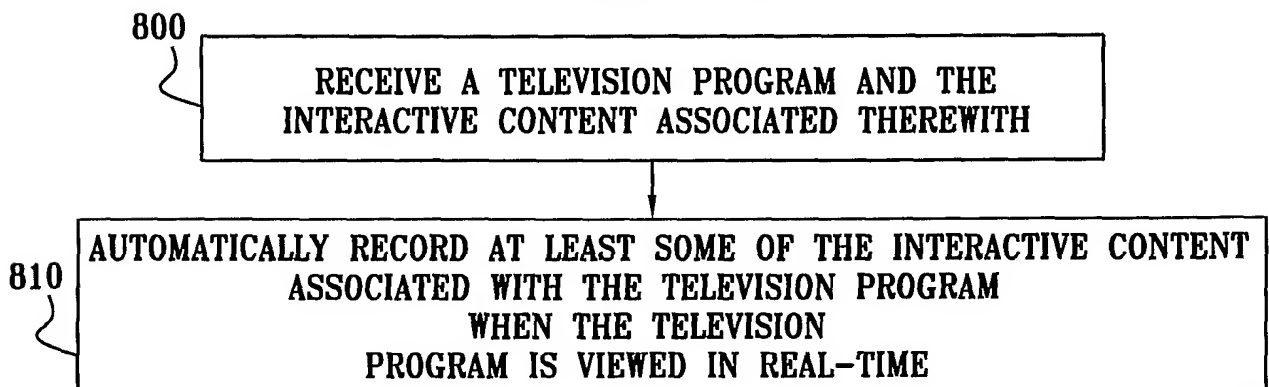 800
RECEIVE A TELEVISION PROGRAM AND THE
INTERACTIVE CONTENT ASSOCIATED THEREWITH
810
AUTOMATICALLY RECORD AT LEAST SOME OF THE INTERACTIVE CONTENT
ASSOCIATED WITH THE TELEVISION PROGRAM
WHEN THE TELEVISION
PROGRAM IS VIEWED IN REAL-TIME